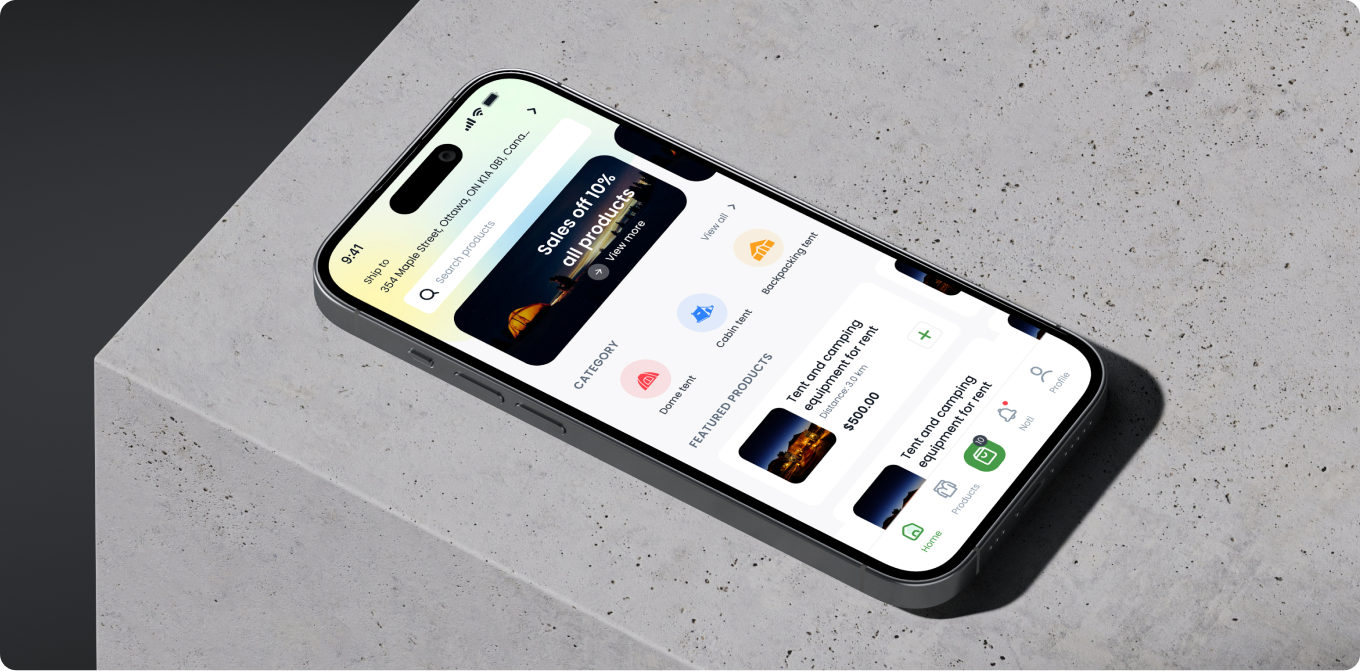 9:41
Ship to
354 Maple Street, Ottawa, ON K1A 0B1, Cana...
Search products
Sales off 10%
all products
View more
CATEGORY
View all
Dome tent
Cabin tent
Backpacking tent
FEATURED PRODUCTS
Tent and camping
equipment for rent
Distance: 3.0 km
$500.00
Tent and camping
equipment for rent
Home
Products
10
Noti
Profile